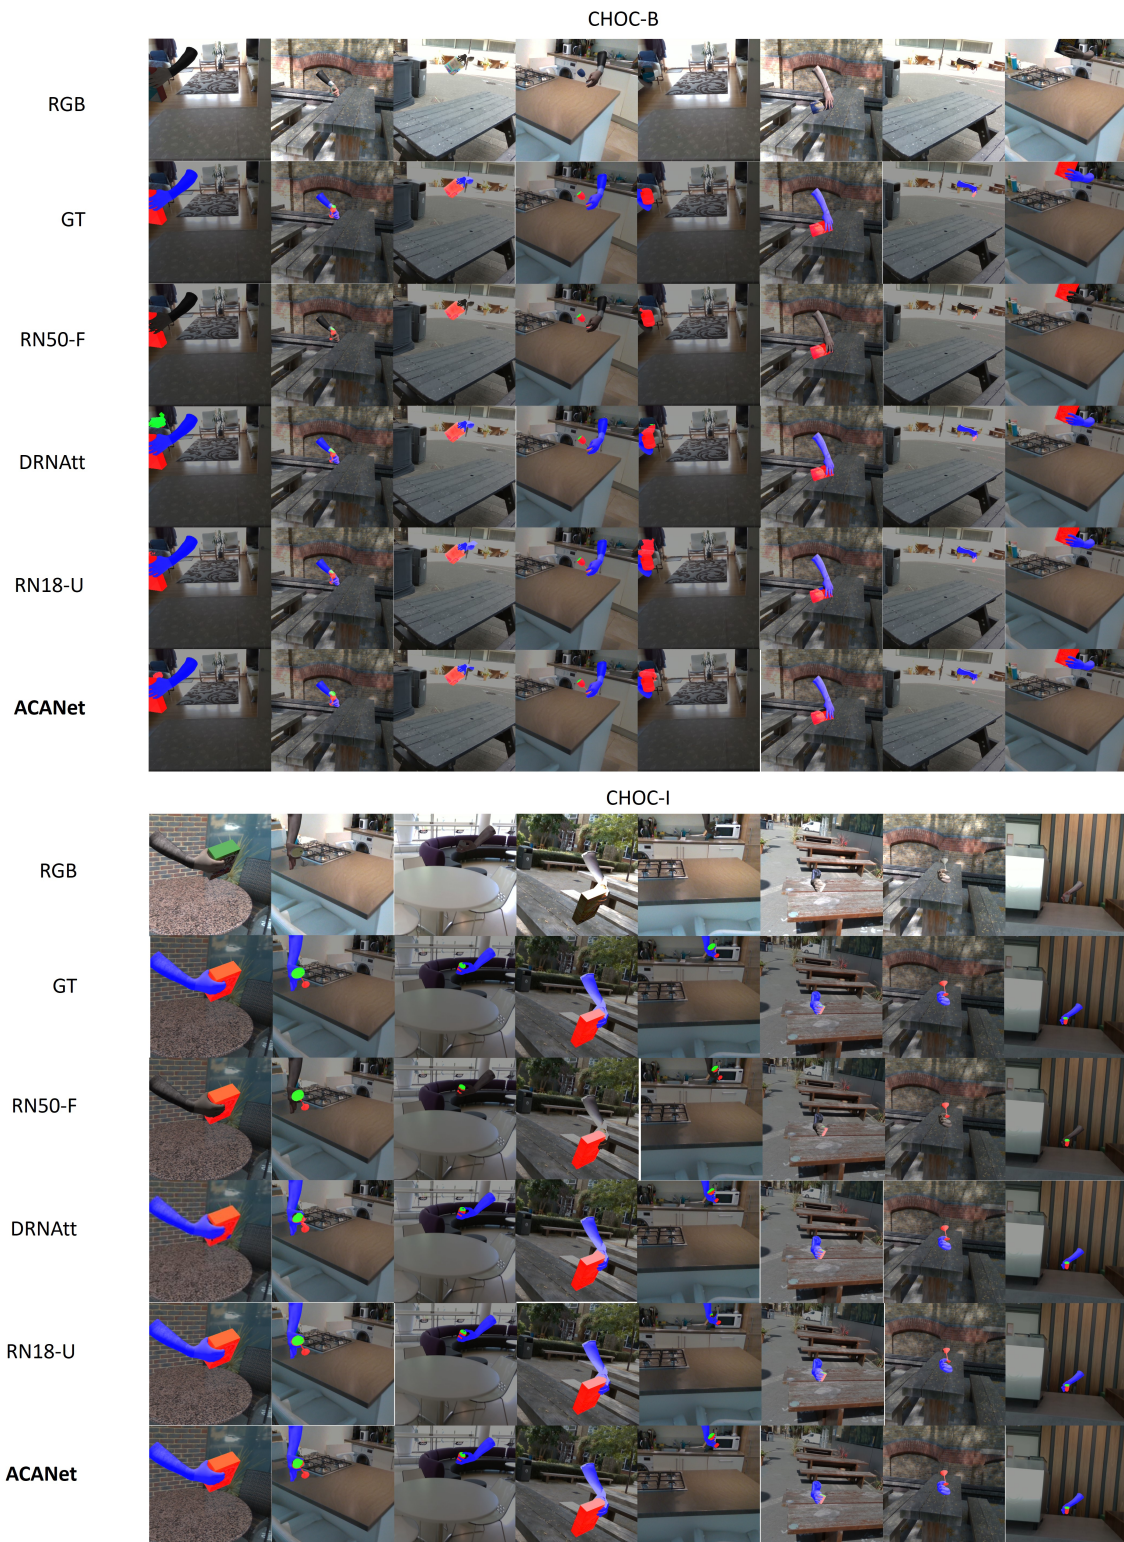 CHOC-B
RGB
GT
RN50-F
DRNAtt
RN18-U
ACANet
CHOC-I
RGB
GT
RN50-F
DRNAtt
RN18-U
ACANet